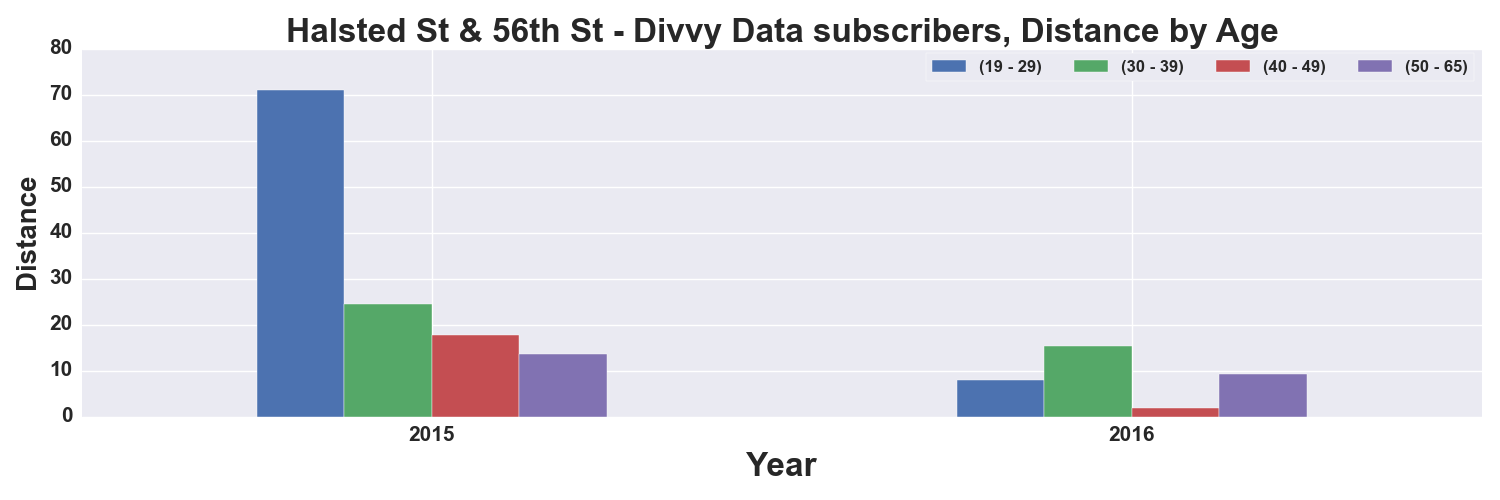 Halsted St & 56th St - Divvy Data subscribers, Distance by Age
(19 - 29) (30 - 39) (40 - 49) (50 - 65)
Distance
80
70
60
50
40
30
20
10
0
2015 2016
Year